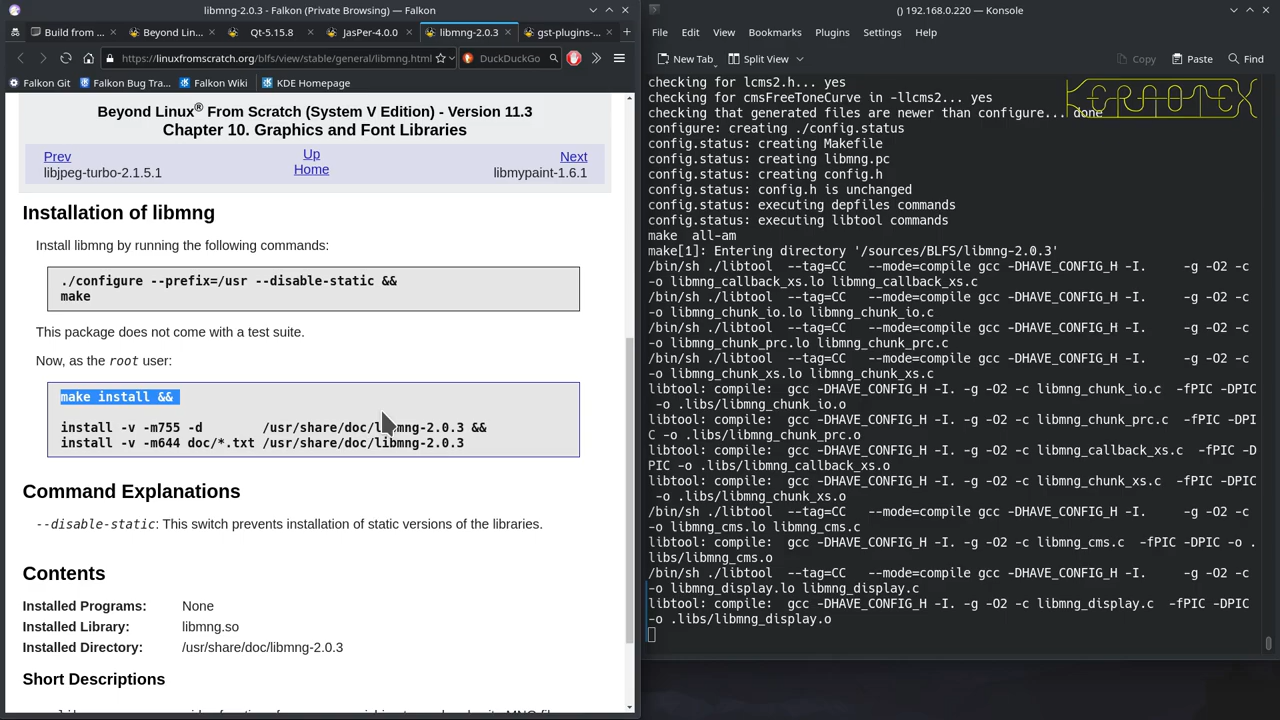 libmng-2.0.3 - Falkon (Private Browsing) — Falkon
Build from ...
Beyond Lin...
Qt-5.15.8
JasPer-4.0.0
libmng-2.0.3
gst-plugins-...
https://linuxfromscratch.org/blfs/view/stable/general/libmng.html
DuckDuckGo
Falkon Git
Falkon Bug Tra...
Falkon Wiki
KDE Homepage
Beyond Linux® From Scratch (System V Edition) - Version 11.3
Chapter 10. Graphics and Font Libraries
Prev
Up
Next
libjpeg-turbo-2.1.5.1
Home
libmypaint-1.6.1
Installation of libmng
Install libmng by running the following commands:
./configure --prefix=/usr --disable-static &&
make
This package does not come with a test suite.
Now, as the root user:
make install &&
install -v -m755 -d        /usr/share/doc/libmng-2.0.3 &&
install -v -m644 doc/*.txt /usr/share/doc/libmng-2.0.3
Command Explanations
--disable-static: This switch prevents installation of static versions of the libraries.
Contents
Installed Programs: None
Installed Library: libmng.so
Installed Directory: /usr/share/doc/libmng-2.0.3
Short Descriptions
() 192.168.0.220 — Konsole
File Edit View Bookmarks Plugins Settings Help
New Tab
Split View
Copy
Paste
Find
KERNOTEX
checking for lcms2.h... yes
checking for cmsFreeToneCurve in -llcms2... yes
checking that generated files are newer than configure... done
configure: creating ./config.status
config.status: creating Makefile
config.status: creating libmng.pc
config.status: creating config.h
config.status: config.h is unchanged
config.status: executing depfiles commands
config.status: executing libtool commands
make  all-am
make[1]: Entering directory '/sources/BLFS/libmng-2.0.3'
/bin/sh ./libtool  --tag=CC   --mode=compile gcc -DHAVE_CONFIG_H -I.     -g -O2 -c
-o libmng_callback_xs.lo libmng_callback_xs.c
/bin/sh ./libtool  --tag=CC   --mode=compile gcc -DHAVE_CONFIG_H -I.     -g -O2 -c
-o libmng_chunk_io.lo libmng_chunk_io.c
/bin/sh ./libtool  --tag=CC   --mode=compile gcc -DHAVE_CONFIG_H -I.     -g -O2 -c
-o libmng_chunk_prc.lo libmng_chunk_prc.c
/bin/sh ./libtool  --tag=CC   --mode=compile gcc -DHAVE_CONFIG_H -I.     -g -O2 -c
-o libmng_chunk_xs.lo libmng_chunk_xs.c
libtool: compile:  gcc -DHAVE_CONFIG_H -I. -g -O2 -c libmng_chunk_io.c  -fPIC -DPIC
-o .libs/libmng_chunk_io.o
libtool: compile:  gcc -DHAVE_CONFIG_H -I. -g -O2 -c libmng_chunk_prc.c  -fPIC -DPI
C -o .libs/libmng_chunk_prc.o
libtool: compile:  gcc -DHAVE_CONFIG_H -I. -g -O2 -c libmng_callback_xs.c  -fPIC -D
PIC -o .libs/libmng_callback_xs.o
libtool: compile:  gcc -DHAVE_CONFIG_H -I. -g -O2 -c libmng_chunk_xs.c  -fPIC -DPIC
-o .libs/libmng_chunk_xs.o
/bin/sh ./libtool  --tag=CC   --mode=compile gcc -DHAVE_CONFIG_H -I.     -g -O2 -c
-o libmng_cms.lo libmng_cms.c
libtool: compile:  gcc -DHAVE_CONFIG_H -I. -g -O2 -c libmng_cms.c  -fPIC -DPIC -o .
libs/libmng_cms.o
/bin/sh ./libtool  --tag=CC   --mode=compile gcc -DHAVE_CONFIG_H -I.     -g -O2 -c
-o libmng_display.lo libmng_display.c
libtool: compile:  gcc -DHAVE_CONFIG_H -I. -g -O2 -c libmng_display.c  -fPIC -DPIC
-o .libs/libmng_display.o